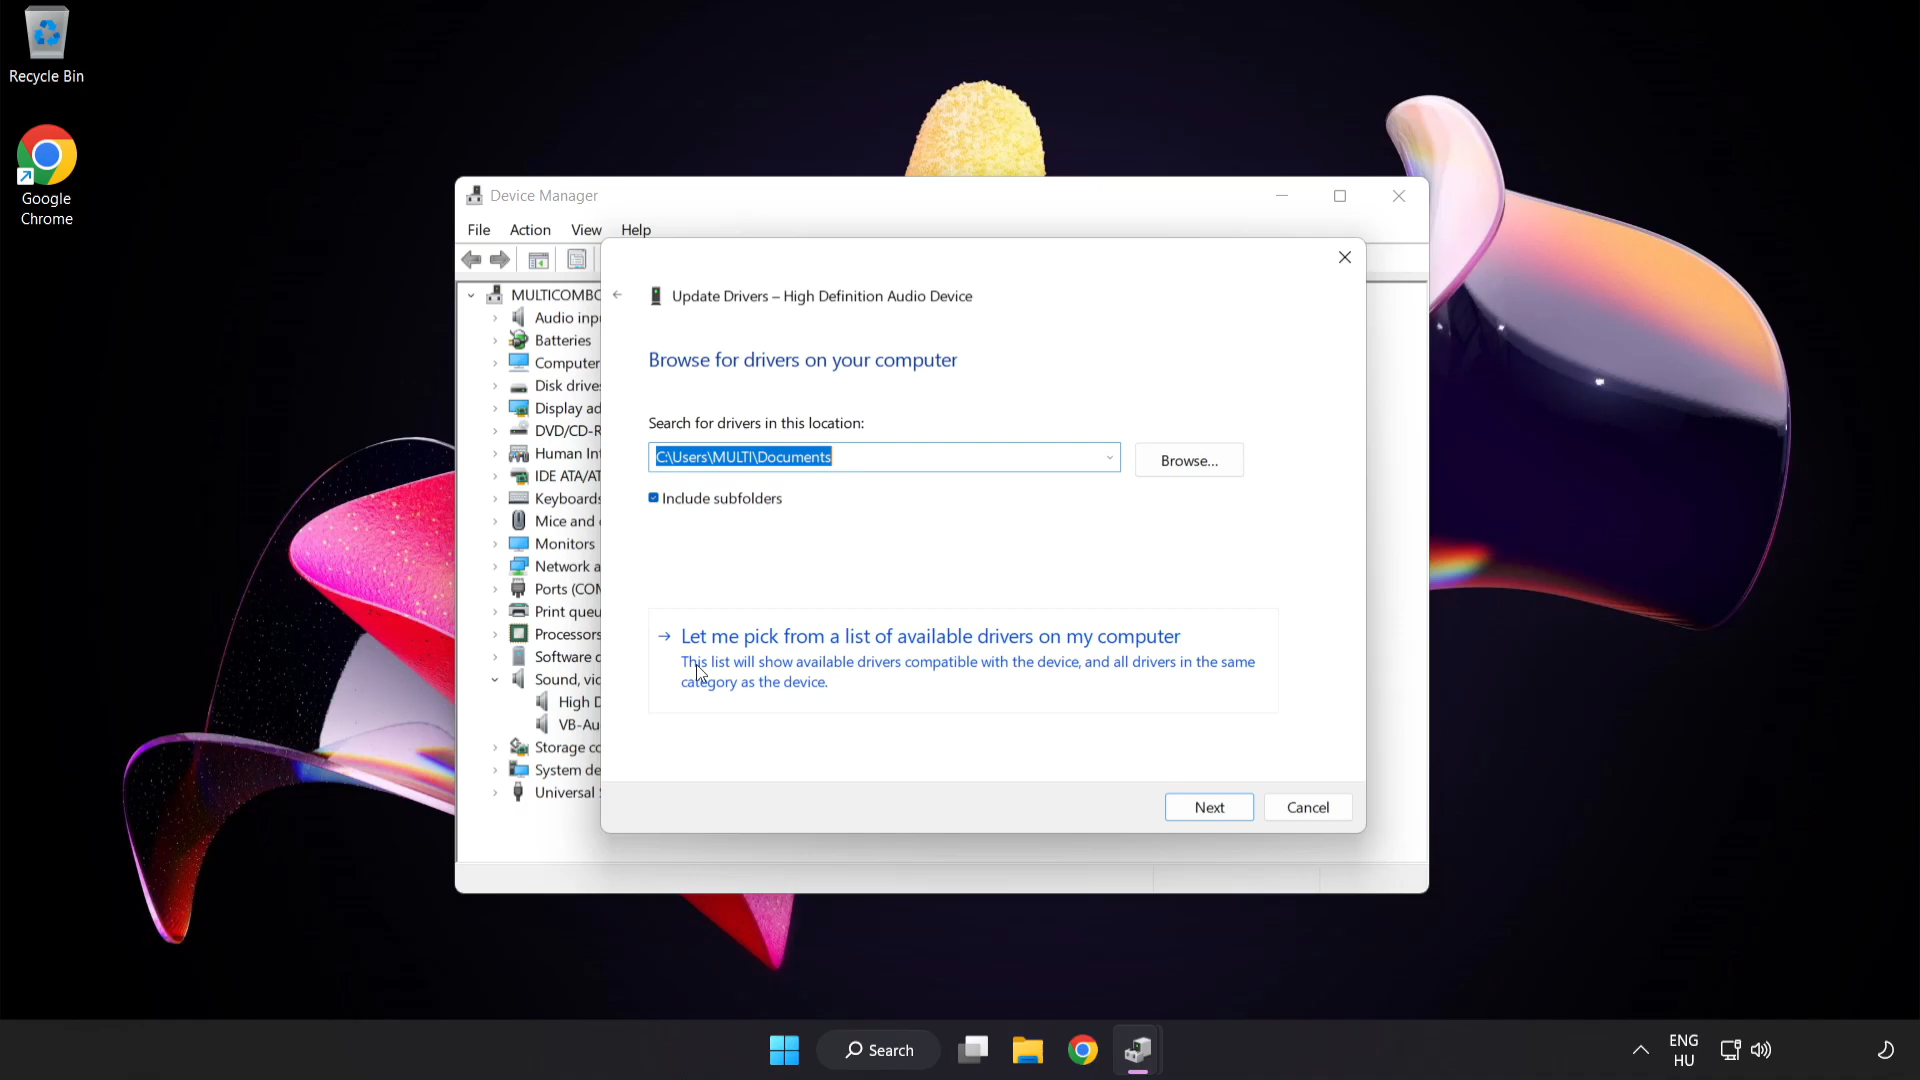 Recycle Bin
Google
Chrome
Device Manager
File Action View Help
MULTICOMBO
Audio inpu
Batteries
Computer
Disk drives
Display ad
DVD/CD-R
Human Int
IDE ATA/AT
Keyboards
Mice and
Monitors
Network a
Ports (COM
Print queu
Processors
Software d
Sound, vid
High D
VB-Au
Storage co
System de
Universal S
Update Drivers – High Definition Audio Device
Browse for drivers on your computer
Search for drivers in this location:
C:\Users\MULTI\Documents
Browse...
Include subfolders
Let me pick from a list of available drivers on my computer
This list will show available drivers compatible with the device, and all drivers in the same
category as the device.
Next Cancel
Search
ENG
HU